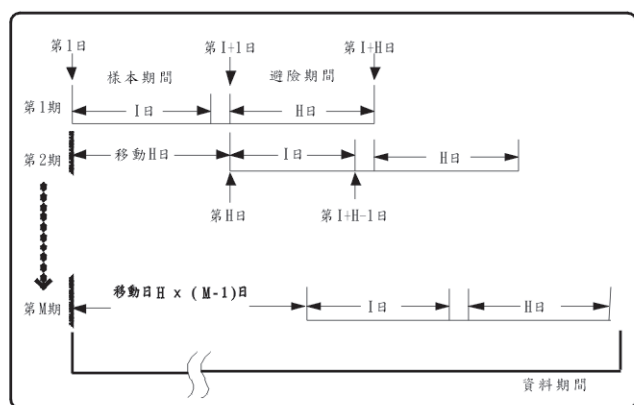 第1日 第I+1日 第I+H日
樣本期間 避險期間
第1期 I日 H日
第2期 移動H日 I日 H日
第H日 第I+H-1日
移動日H x (M-1)日
第M期 I日 H日
資料期間